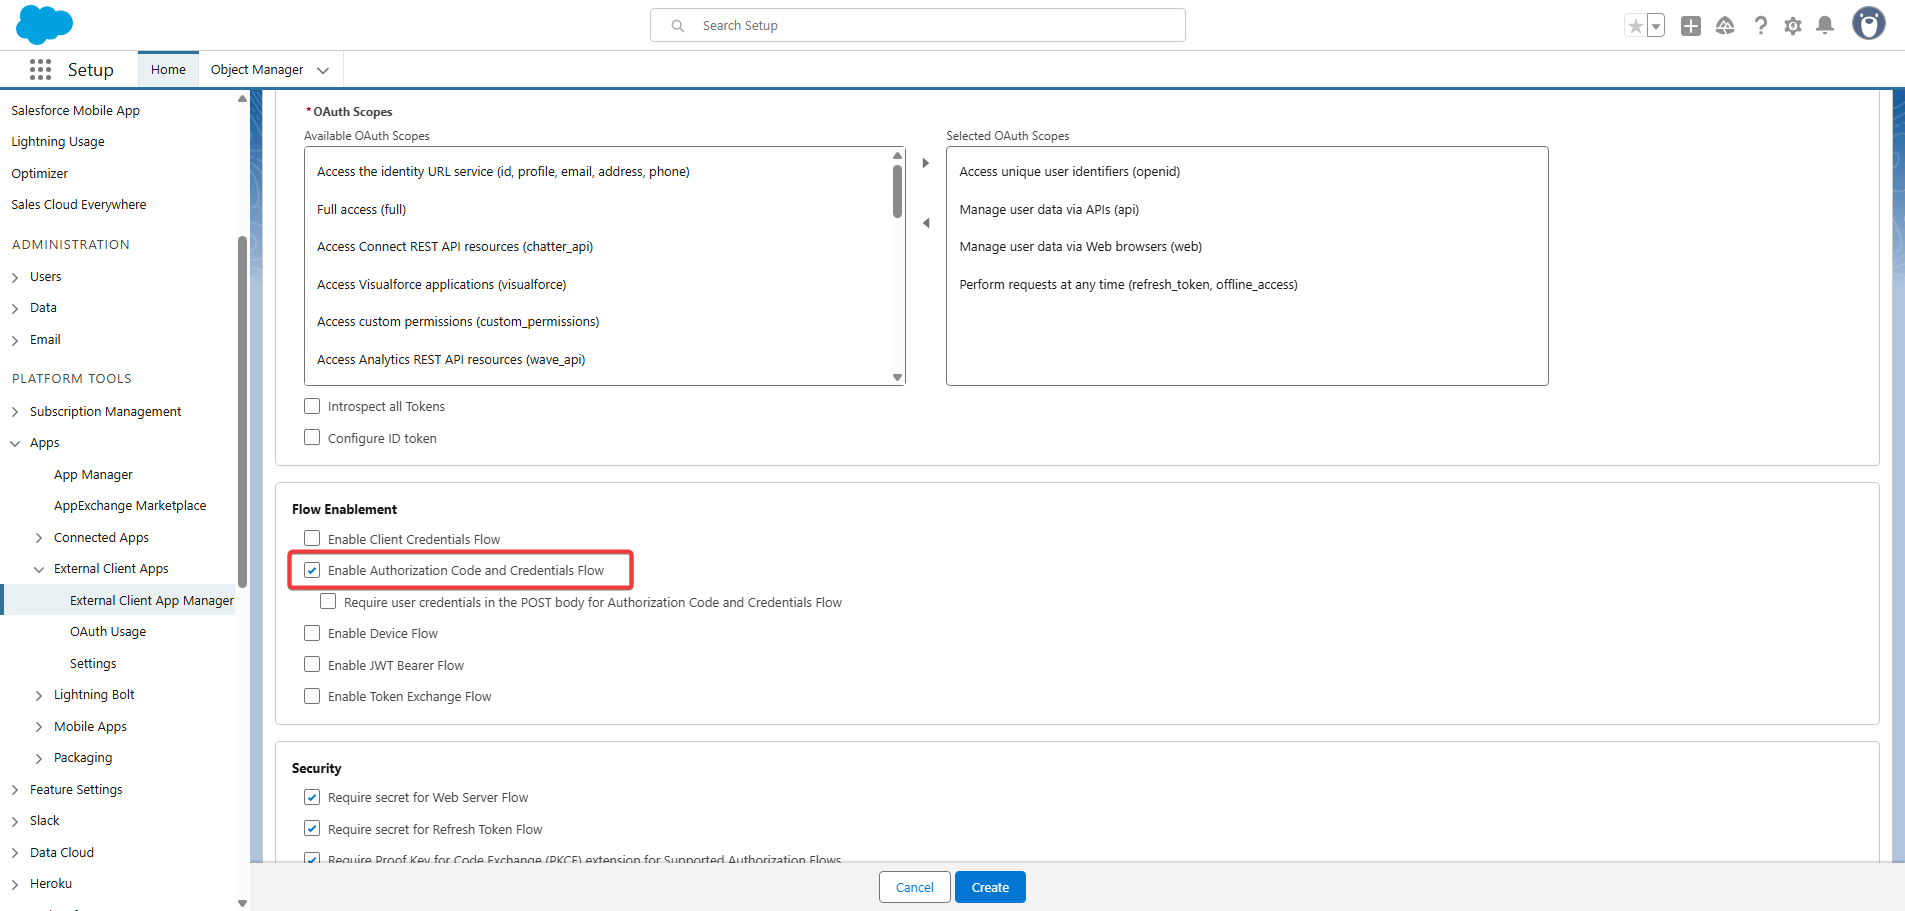 Search Setup
Setup
Home
Object Manager
Salesforce Mobile App
Lightning Usage
Optimizer
Sales Cloud Everywhere
ADMINISTRATION
Users
Data
Email
PLATFORM TOOLS
Subscription Management
Apps
App Manager
AppExchange Marketplace
Connected Apps
External Client Apps
External Client App Manager
OAuth Usage
Settings
Lightning Bolt
Mobile Apps
Packaging
Feature Settings
Slack
Data Cloud
Heroku
*OAuth Scopes
Available OAuth Scopes
Access the identity URL service (id, profile, email, address, phone)
Full access (full)
Access Connect REST API resources (chatter_api)
Access Visualforce applications (visualforce)
Access custom permissions (custom_permissions)
Access Analytics REST API resources (wave_api)
Selected OAuth Scopes
Access unique user identifiers (openid)
Manage user data via APIs (api)
Manage user data via Web browsers (web)
Perform requests at any time (refresh_token, offline_access)
Introspect all Tokens
Configure ID token
Flow Enablement
Enable Client Credentials Flow
Enable Authorization Code and Credentials Flow
Require user credentials in the POST body for Authorization Code and Credentials Flow
Enable Device Flow
Enable JWT Bearer Flow
Enable Token Exchange Flow
Security
Require secret for Web Server Flow
Require secret for Refresh Token Flow
Require Proof Key for Code Exchange (PKCE) extension for Supported Authorization Flows
Cancel
Create